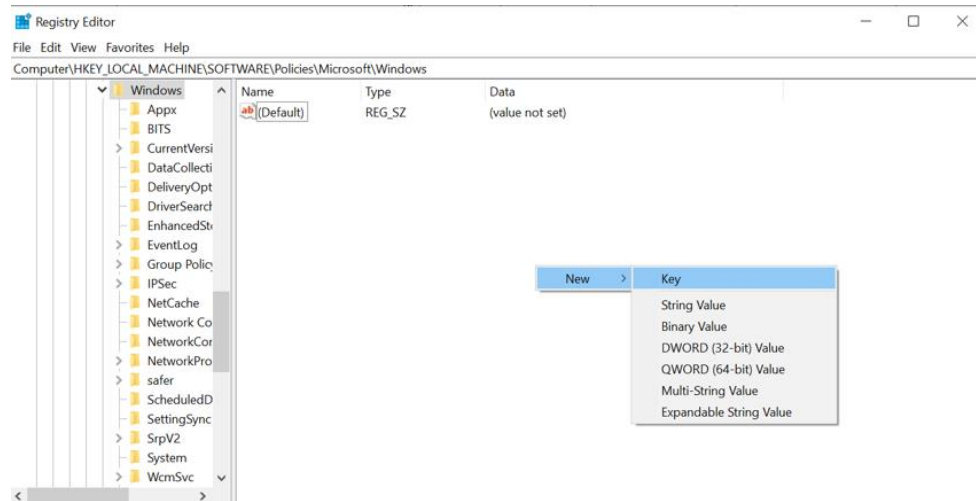 Registry Editor
File Edit View Favorites Help
Computer\HKEY_LOCAL_MACHINE\SOFTWARE\Policies\Microsoft\Windows
Windows
Appx
BITS
CurrentVersi
DataCollecti
DeliveryOpt
DriverSearch
EnhancedSto
EventLog
Group Policy
IPSec
NetCache
Network Co
NetworkCor
NetworkPro
safer
ScheduledD
SettingSync
SrpV2
System
WcmSvc
Name Type Data
ab (Default) REG_SZ (value not set)
New
Key
String Value
Binary Value
DWORD (32-bit) Value
QWORD (64-bit) Value
Multi-String Value
Expandable String Value